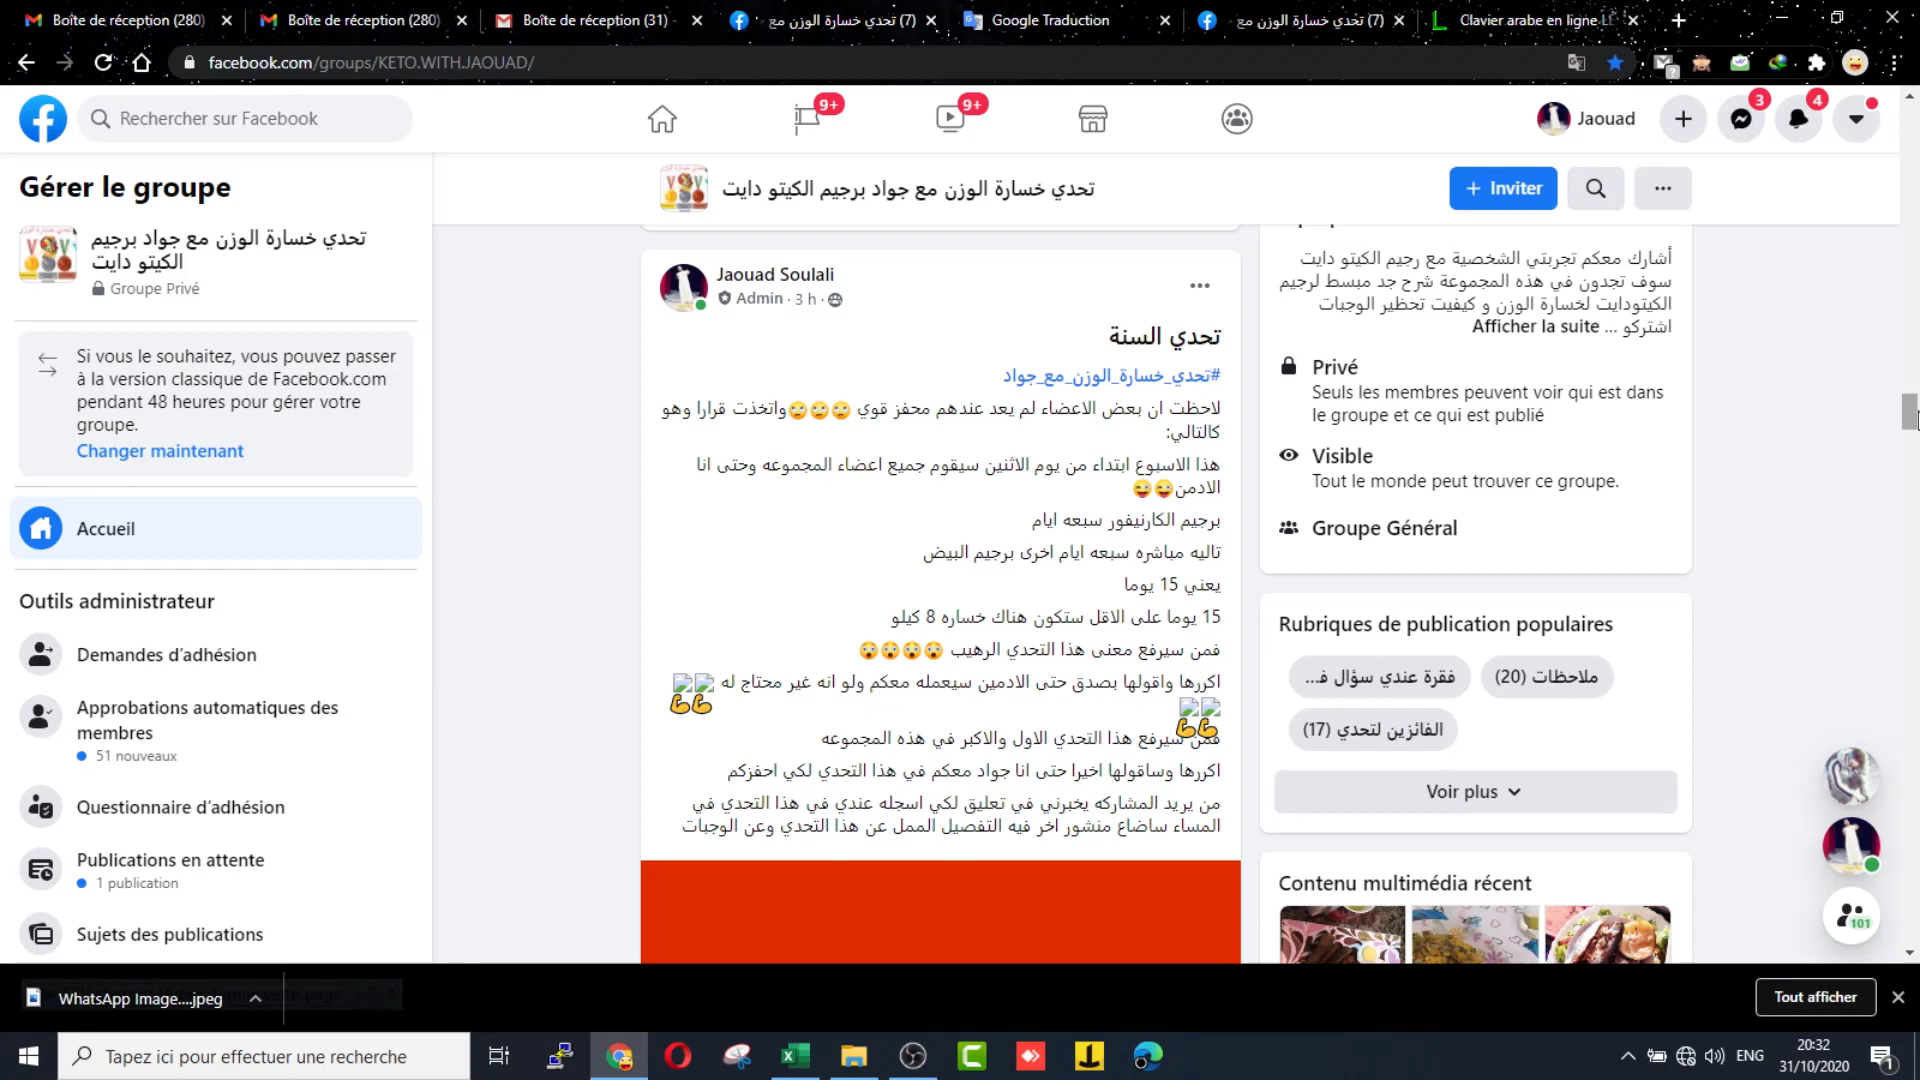 Boîte de réception (280)
Boîte de réception (280)
Boîte de réception (31) -
(7) تحدي خسارة الوزن مع
Google Traduction
(7) تحدي خسارة الوزن مع
Clavier arabe en ligne
facebook.com/groups/KETO.WITH.JAOUAD/
Rechercher sur Facebook
9+
9+
Jaouad
3
4
Gérer le groupe
تحدي خسارة الوزن مع جواد برجيم
الكيتو دايت
Groupe Privé
Si vous le souhaitez, vous pouvez passer
à la version classique de Facebook.com
pendant 48 heures pour gérer votre
groupe.
Changer maintenant
Accueil
Outils administrateur
Demandes d’adhésion
Approbations automatiques des
membres
51 nouveaux
Questionnaire d’adhésion
Publications en attente
1 publication
Sujets des publications
تحدي خسارة الوزن مع جواد برجيم الكيتو دايت
+ Inviter
Jaouad Soulali
Admin · 3 h ·
تحدي السنة
#تحدي_خسارة_الوزن_مع_جواد
لاحظت ان بعض الاعضاء لم يعد عندهم محفز قوي 🙄🙄🙄واتخذت قرارا وهو
كالتالي:
هذا الاسبوع ابتداء من يوم الاثنين سيقوم جميع اعضاء المجموعه وحتى انا
الادمن😜😜
برجيم الكارنيفور سبعه ايام
تاليه مباشره سبعه ايام اخرى برجيم البيض
يعني 15 يوما
15 يوما على الاقل ستكون هناك خساره 8 كيلو
فمن سيرفع معنى هذا التحدي الرهيب 😲😲😲😲
اكررها واقولها بصدق حتى الادمين سيعمله معكم ولو انه غير محتاج له 💪💪
💪💪
فمن سيرفع هذا التحدي الاول والاكبر في هذه المجموعه
اكررها وساقولها اخيرا حتى انا جواد معكم في هذا التحدي لكي احفزكم
من يريد المشاركه يخبرني في تعليق لكي اسجله عندي في هذا التحدي في
المساء ساضاع منشور اخر فيه التفصيل الممل عن هذا التحدي وعن الوجبات
أشارك معكم تجربتي الشخصية مع رجيم الكيتو دايت
سوف تجدون في هذه المجموعة شرح جد مبسط لرجيم
الكيتودايت لخسارة الوزن و كيفيت تحظير الوجبات
اشتركو ... Afficher la suite
Privé
Seuls les membres peuvent voir qui est dans
le groupe et ce qui est publié
Visible
Tout le monde peut trouver ce groupe.
Groupe Général
Rubriques de publication populaires
فقرة عندي سؤال فـ...
ملاحظات (20)
الفائزين لتحدي (17)
Voir plus
Contenu multimédia récent
101
WhatsApp Image....jpeg
Tout afficher
Tapez ici pour effectuer une recherche
ENG
20:32
31/10/2020
1